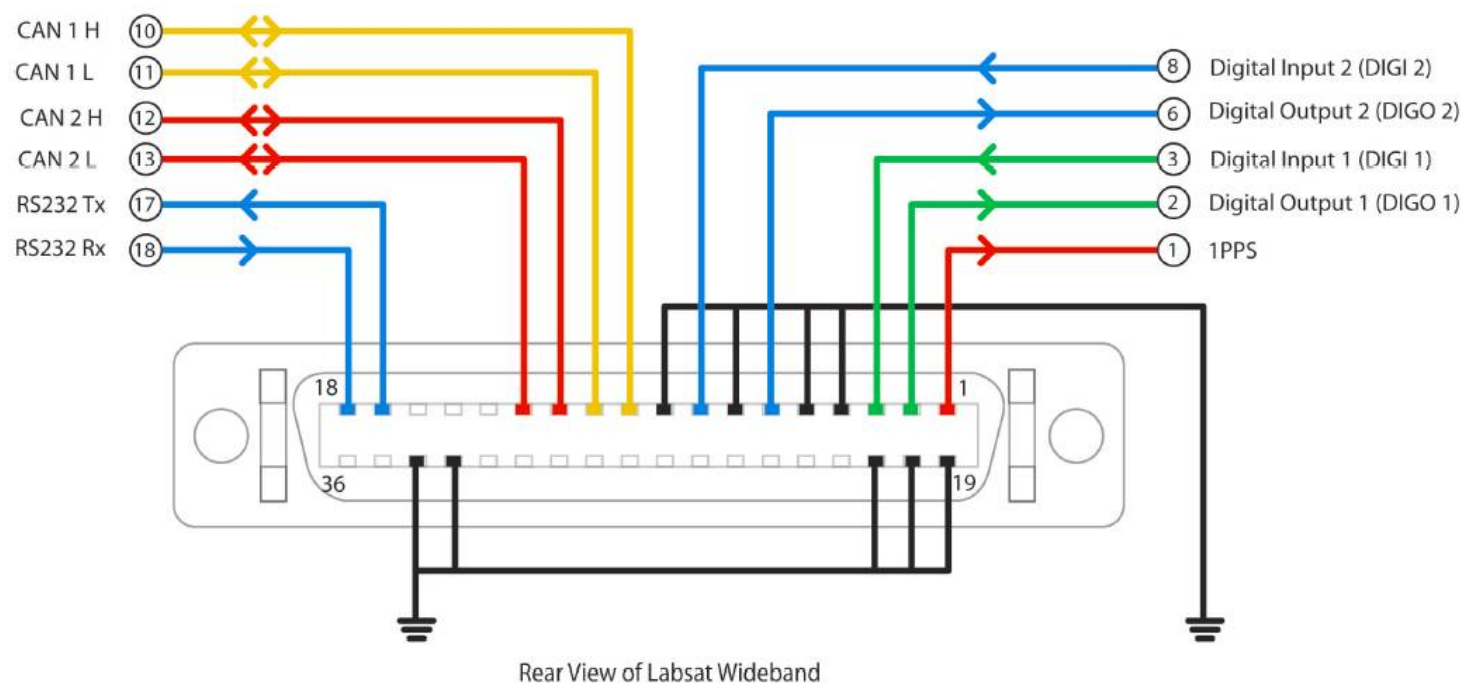 CAN 1 H 10
CAN 1 L 11
CAN 2 H 12
CAN 2 L 13
RS232 Tx 17
RS232 Rx 18
8 Digital Input 2 (DIGI 2)
6 Digital Output 2 (DIGO 2)
3 Digital Input 1 (DIGI 1)
2 Digital Output 1 (DIGO 1)
1 1PPS
18 1
36 19
Rear View of Labsat Wideband